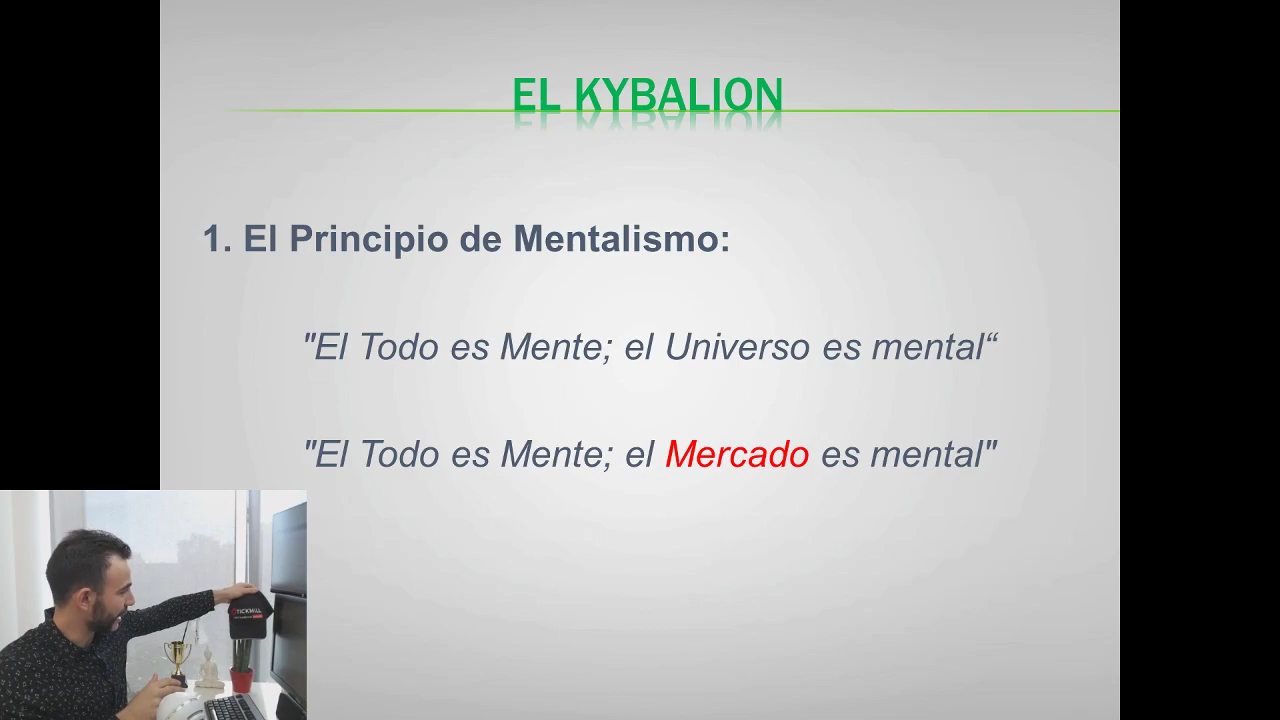 EL KYBALION
1. El Principio de Mentalismo:
"El Todo es Mente; el Universo es mental“
"El Todo es Mente; el Mercado es mental"
TICKMILL